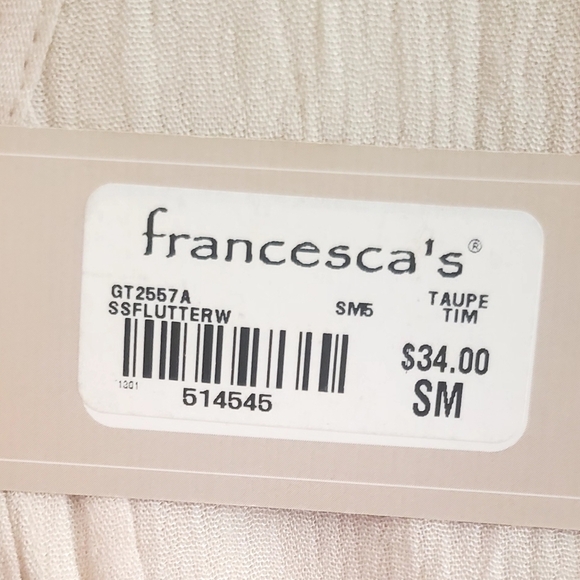 francesca's®
GT2557A
SSFLUTTERW
SM5
TAUPE
TIM
$34.00
SM
1301
514545